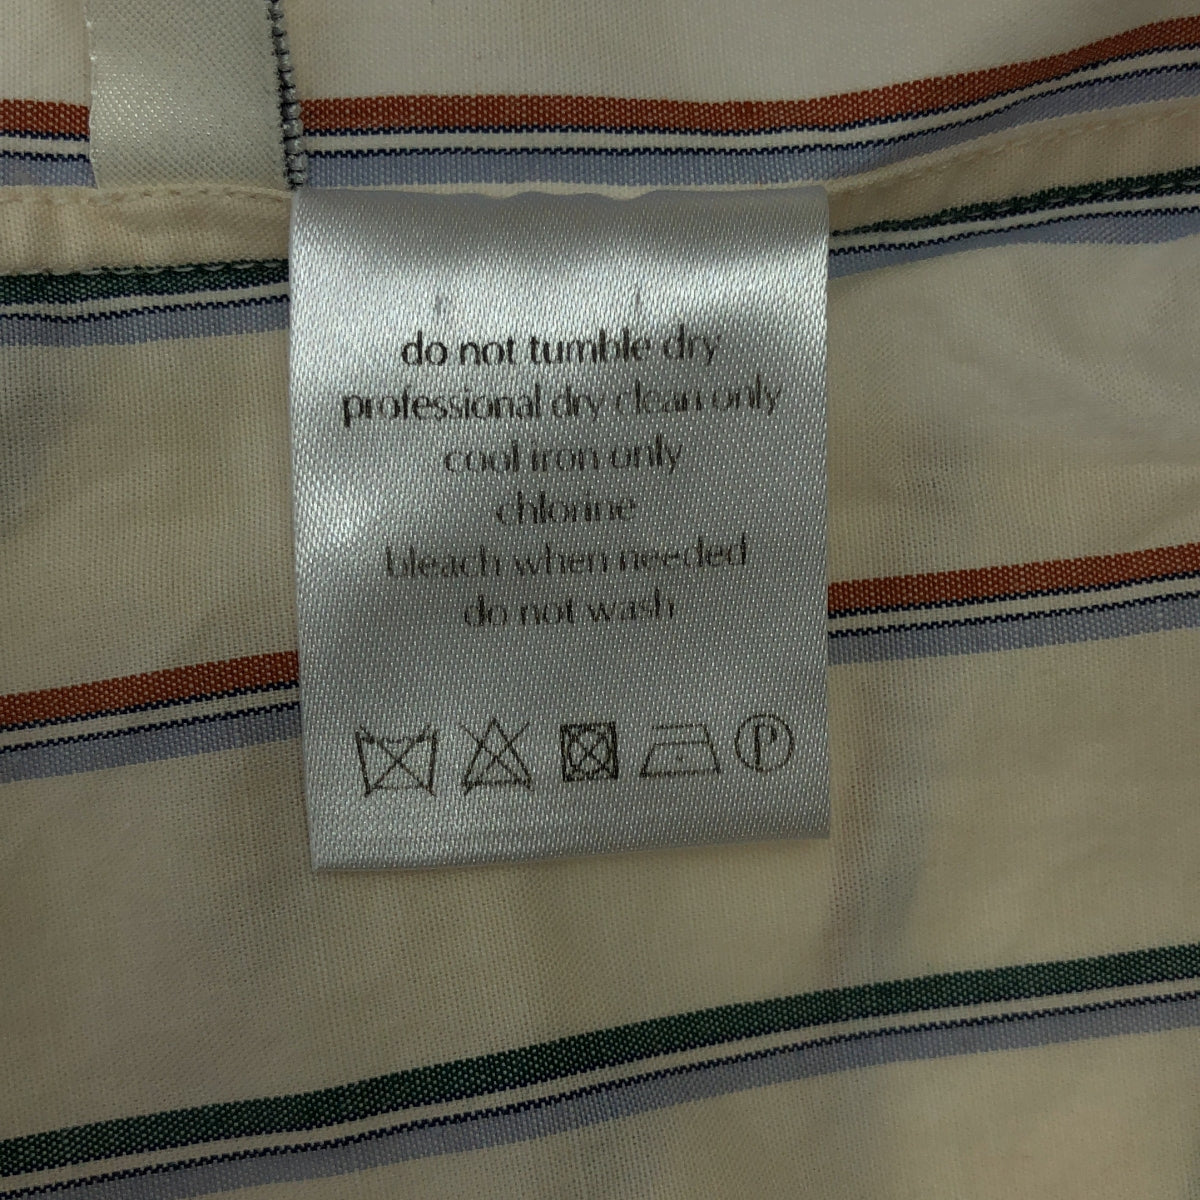 do not tumble dry
professional dry clean only
cool iron only
chlorine
bleach when needed
do not wash
P